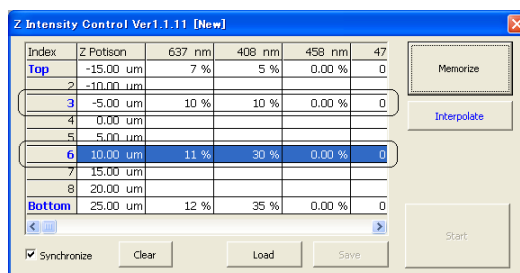 Z Intensity Control Ver1.1.11 [New]
Index Z Potison 637 nm 408 nm 458 nm 47
Top -15.00 um 7 % 5 % 0.00 % 0
2 -10.00 um
3 -5.00 um 10 % 10 % 0.00 % 0
4 0.00 um
5 5.00 um
6 10.00 um 11 % 30 % 0.00 % 0
7 15.00 um
8 20.00 um
Bottom 25.00 um 12 % 35 % 0.00 % 0
Memorize
Interpolate
Start
Synchronize Clear Load Save